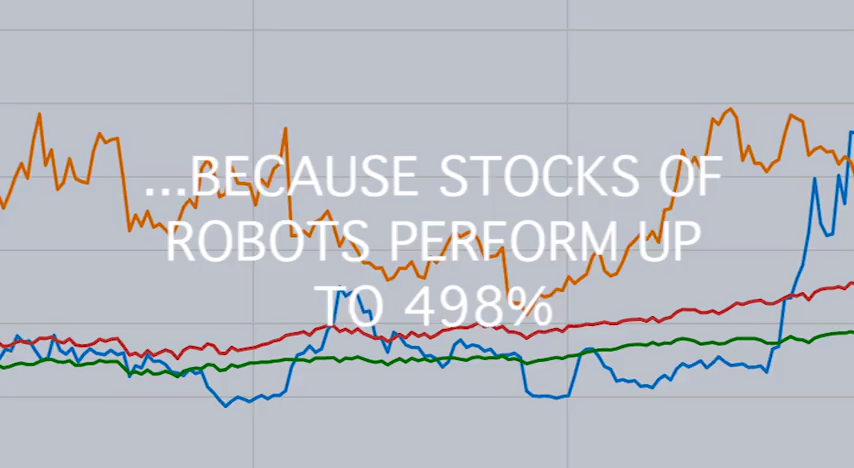 ...BECAUSE STOCKS OF
ROBOTS PERFORM UP
TO 498%